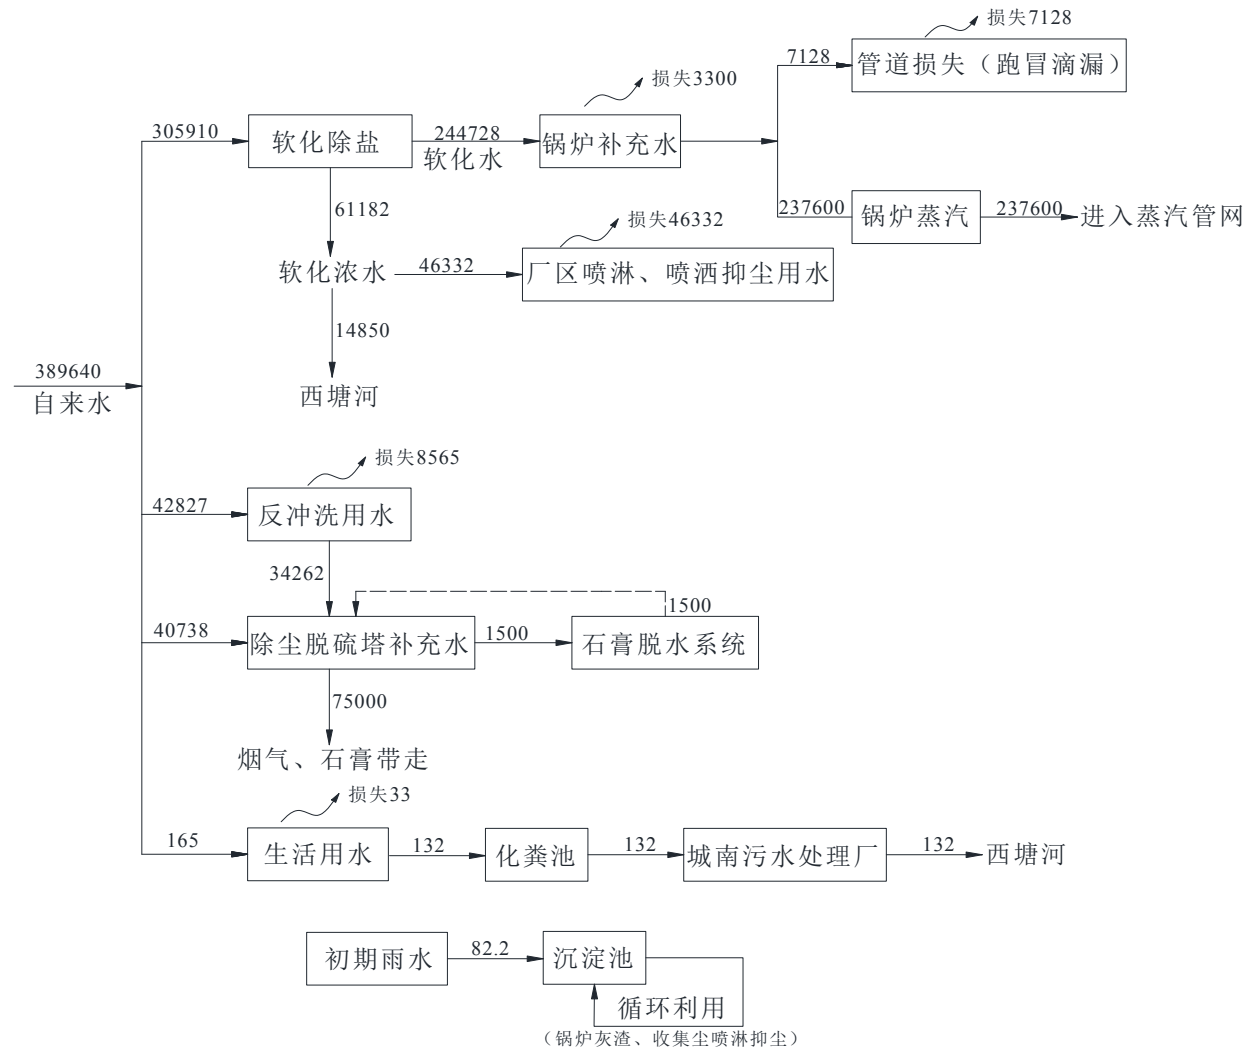 损失7128
7128
管道损失（跑冒滴漏）
损失3300
305910
软化除盐
244728
软化水
锅炉补充水
61182
237600
锅炉蒸汽
237600
进入蒸汽管网
损失46332
软化浓水
46332
厂区喷淋、喷洒抑尘用水
14850
西塘河
389640
自来水
损失8565
42827
反冲洗用水
34262
1500
40738
除尘脱硫塔补充水
1500
石膏脱水系统
75000
烟气、石膏带走
损失33
165
生活用水
132
化粪池
132
城南污水处理厂
132
西塘河
初期雨水
82.2
沉淀池
循环利用
（锅炉灰渣、收集尘喷淋抑尘）